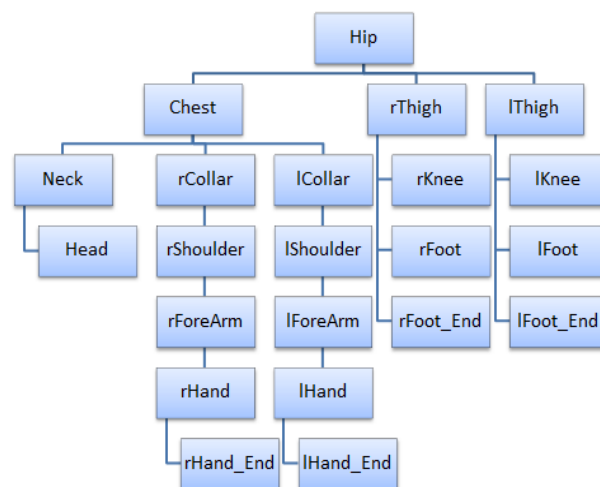 Hip
Chest
rThigh
lThigh
Neck
rCollar
lCollar
rKnee
lKnee
Head
rShoulder
lShoulder
rFoot
lFoot
rForeArm
lForeArm
rFoot_End
lFoot_End
rHand
lHand
rHand_End
lHand_End